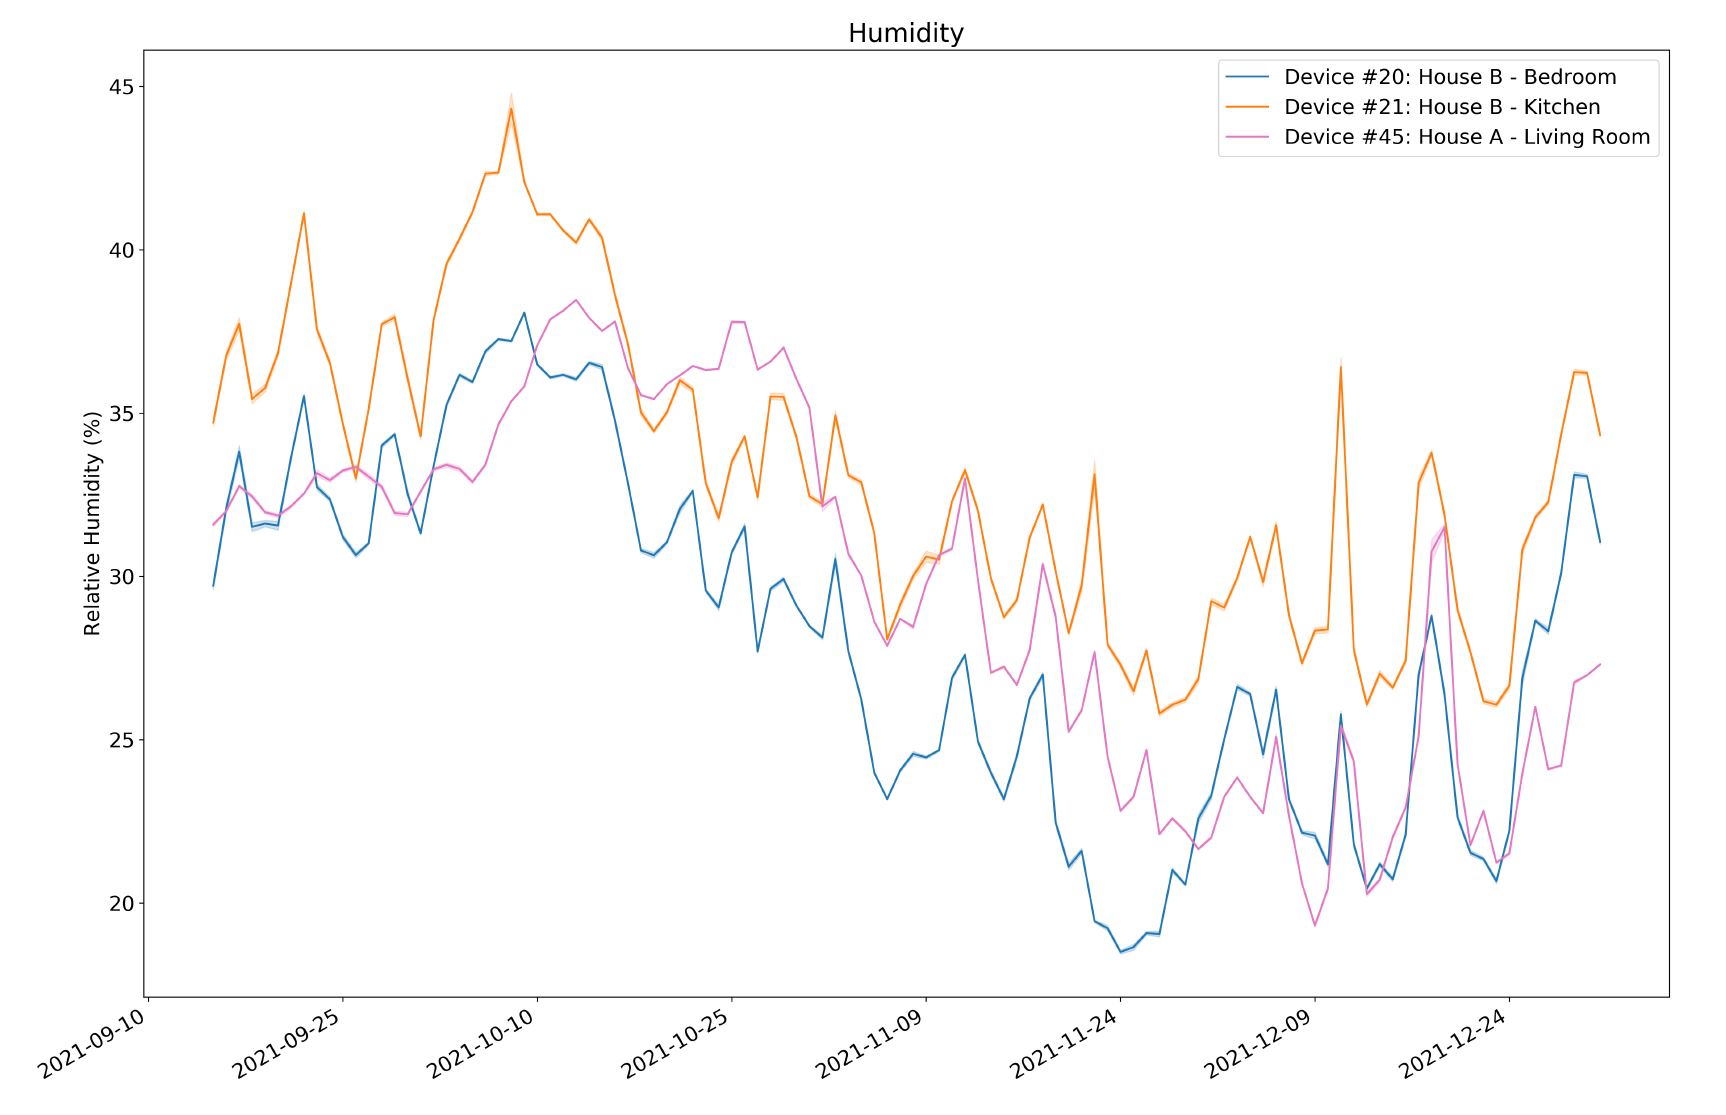 Humidity
Device #20: House B - Bedroom
Device #21: House B - Kitchen
Device #45: House A - Living Room
Relative Humidity (%)
45
40
35
30
25
20
2021-09-10
2021-09-25
2021-10-10
2021-10-25
2021-11-09
2021-11-24
2021-12-09
2021-12-24